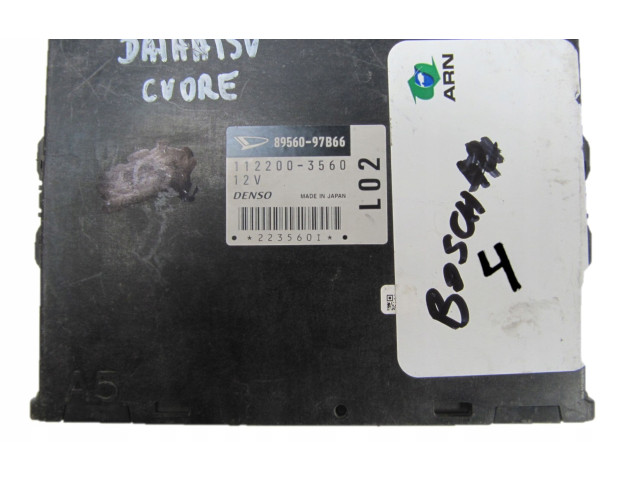 DAIHATSU
CUORE
89560-97B66
112200-3560
12V
DENSO MADE IN JAPAN
*223560I*
L02
ARN
BOSCH
4
A5